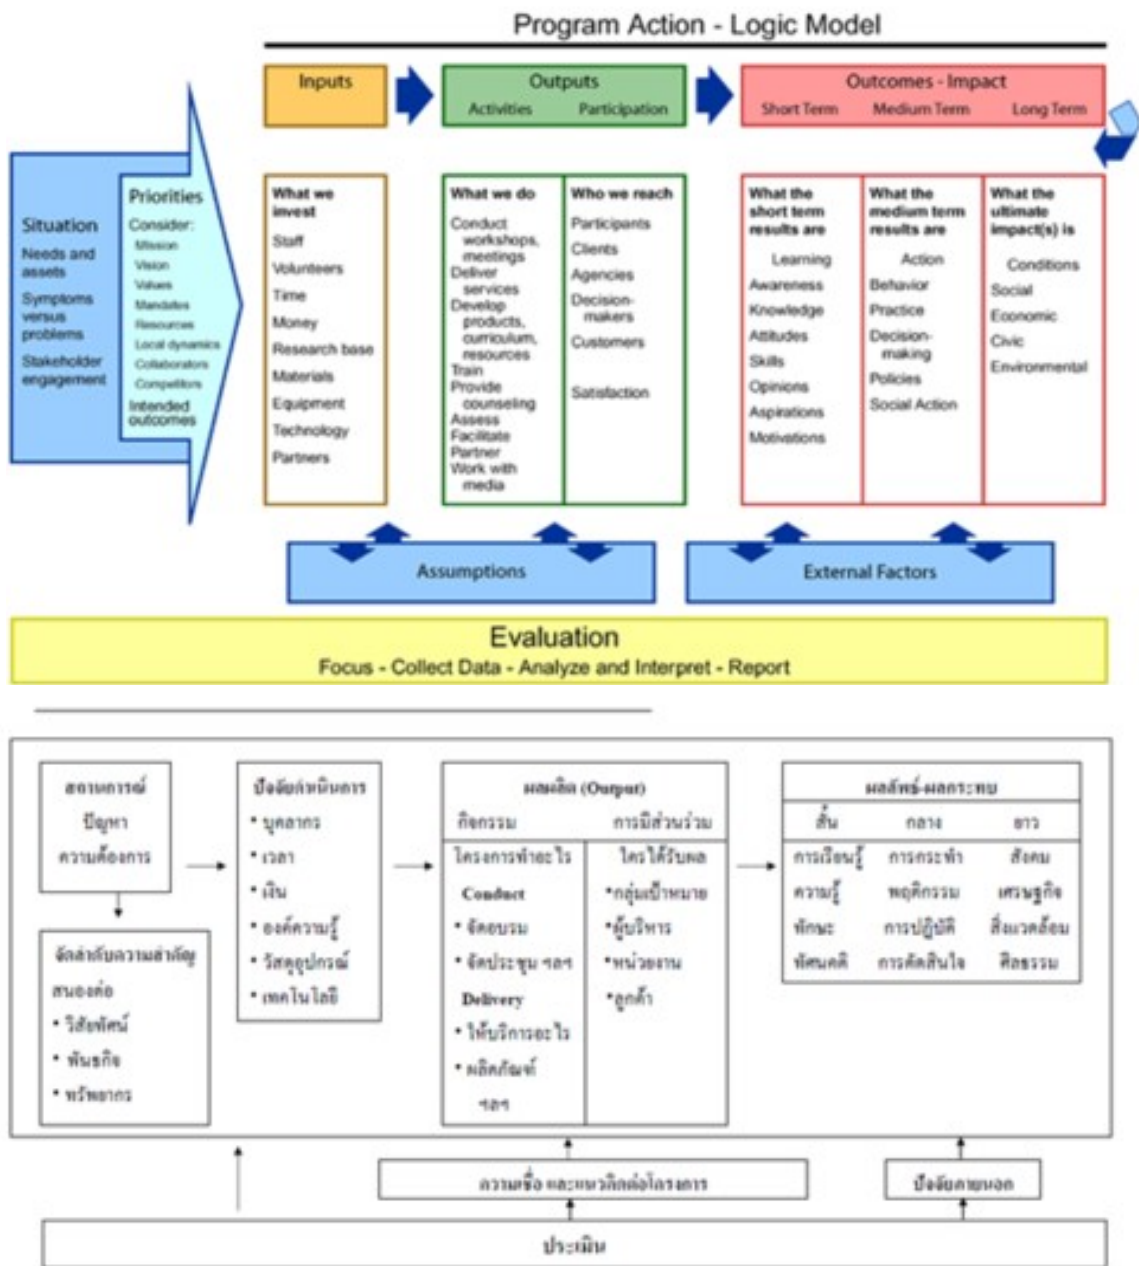 Program Action - Logic Model
Inputs
Outputs
Activities Participation
Outcomes - Impact
Short Term Medium Term Long Term
Situation
Needs and
assets
Symptoms
versus
problems
Stakeholder
engagement
Priorities
Consider:
Mission
Vision
Values
Mandates
Resources
Local dynamics
Collaborators
Competitors
Intended
outcomes
What we
invest
Staff
Volunteers
Time
Money
Research base
Materials
Equipment
Technology
Partners
What we do
Conduct
workshops,
meetings
Deliver
services
Develop
products,
curriculum,
resources
Train
Provide
counseling
Assess
Facilitate
Partner
Work with
media
Who we reach
Participants
Clients
Agencies
Decision-
makers
Customers
Satisfaction
What the
short term
results are
Learning
Awareness
Knowledge
Attitudes
Skills
Opinions
Aspirations
Motivations
What the
medium term
results are
Action
Behavior
Practice
Decision-
making
Policies
Social Action
What the
ultimate
impact(s) is
Conditions
Social
Economic
Civic
Environmental
Assumptions
External Factors
Evaluation
Focus - Collect Data - Analyze and Interpret - Report
สถานการณ์
ปัญหา
ความต้องการ
จัดลำดับความสำคัญ
สนองต่อ
• วิสัยทัศน์
• พันธกิจ
• ทรัพยากร
ปัจจัยดำเนินการ
• บุคลากร
• เวลา
• เงิน
• องค์ความรู้
• วัสดุอุปกรณ์
• เทคโนโลยี
ผลผลิต (Output)
กิจกรรม การมีส่วนร่วม
โครงการทำอะไร
Conduct
• จัดอบรม
• จัดประชุม ฯลฯ
Delivery
• ให้บริการอะไร
• ผลิตภัณฑ์
ฯลฯ
ใครได้รับผล
•กลุ่มเป้าหมาย
•ผู้บริหาร
•หน่วยงาน
•ลูกค้า
ผลลัพธ์-ผลกระทบ
สั้น กลาง ยาว
การเรียนรู้ การกระทำ สังคม
ความรู้ พฤติกรรม เศรษฐกิจ
ทักษะ การปฏิบัติ สิ่งแวดล้อม
ทัศนคติ การตัดสินใจ ศีลธรรม
ความเชื่อ และแนวคิดต่อโครงการ
ปัจจัยภายนอก
ประเมิน